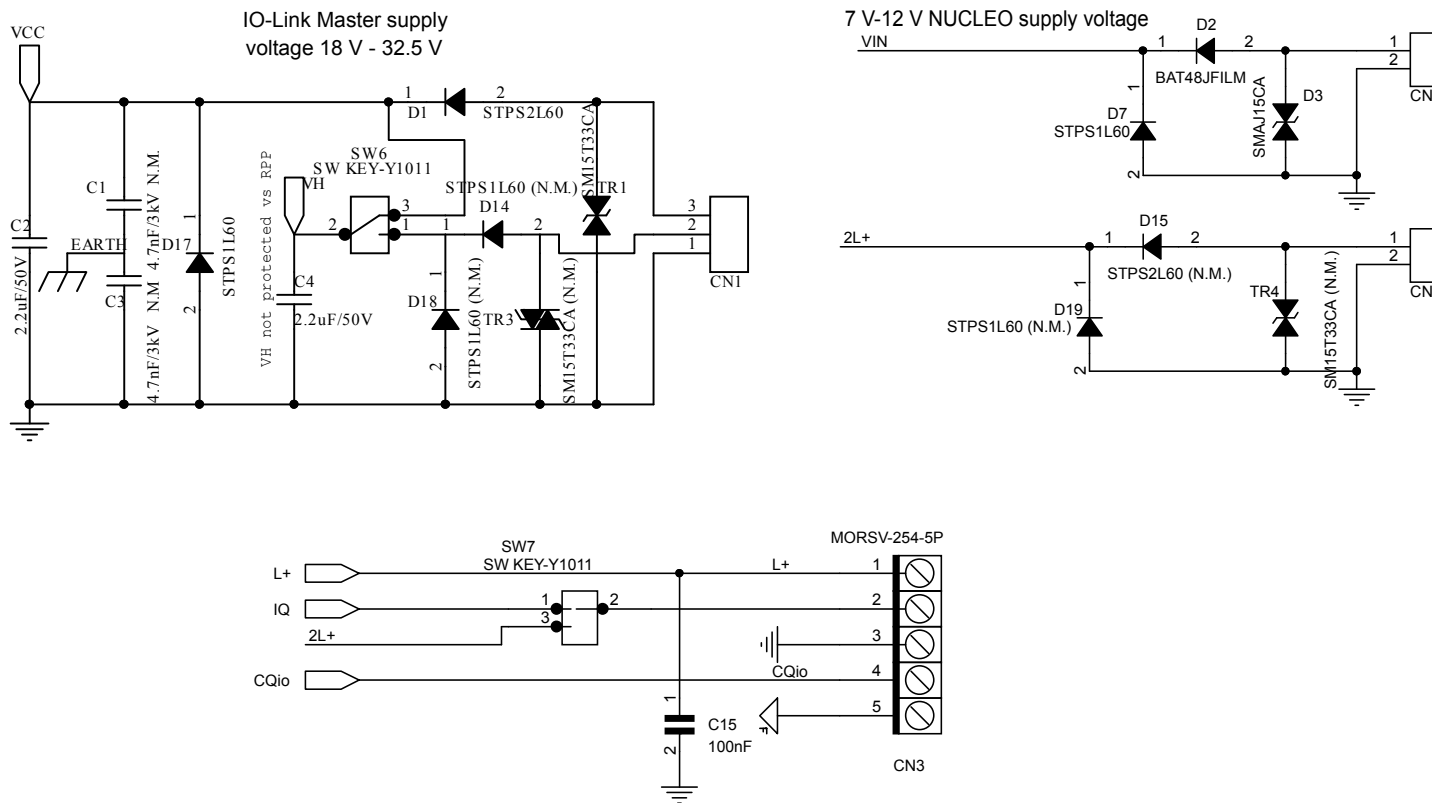 IO-Link Master supply
voltage 18 V - 32.5 V
VCC
1
2
D1
STPS2L60
SW6
SW KEY-Y1011
VH
VH not protected vs RPP
2
3
1
C1
4.7nF/3kV N.M.
C2
2.2uF/50V
EARTH
C3
4.7nF/3kV N.M
1
D17
2
STPS1L60
C4
2.2uF/50V
STPS1L60 (N.M.)
D14
1
2
SM15T33CA
TR1
1
D18
2
STPS1L60 (N.M.)
TR3
SM15T33CA (N.M.)
3
2
1
CN1
7 V-12 V NUCLEO supply voltage
VIN
D2
1
2
BAT48JFILM
1
D7
STPS1L60
2
D3
SMAJ15CA
1
2
CN
2L+
D15
1
2
STPS2L60 (N.M.)
1
D19
STPS1L60 (N.M.)
2
TR4
SM15T33CA (N.M.)
1
2
CN
SW7
SW KEY-Y1011
MORSV-254-5P
L+
L+
1
IQ
1
2
2
3
2L+
3
CQio
CQio
4
5
1
C15
100nF
2
CN3